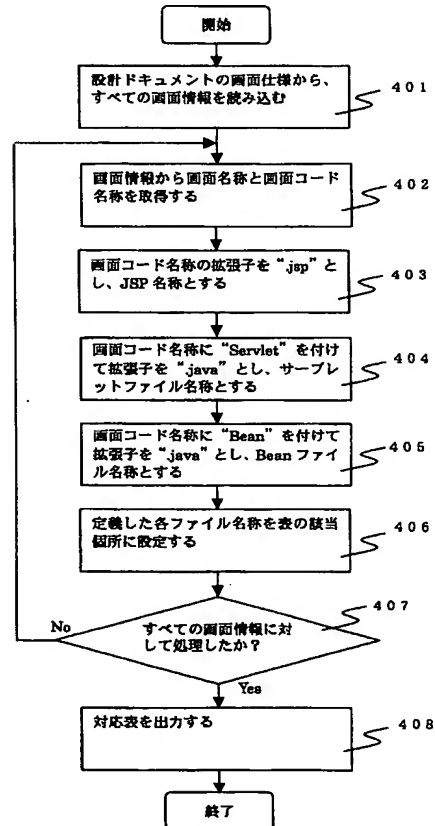 開始
設計ドキュメントの画面仕様から、
すべての画面情報を読み込む
401
画面情報から画面名称と画面コード
名称を取得する
402
画面コード名称の拡張子を“.jsp”と
し、JSP 名称とする
403
画面コード名称に“Servlet”を付け
て拡張子を“.java”とし、サーブレ
ットファイル名称とする
404
画面コード名称に“Bean”を付けて
拡張子を“.java”とし、Bean ファイ
ル名称とする
405
定義した各ファイル名称を表の該当
個所に設定する
406
407
No
すべての画面情報に対
して処理したか？
Yes
対応表を出力する
408
終了